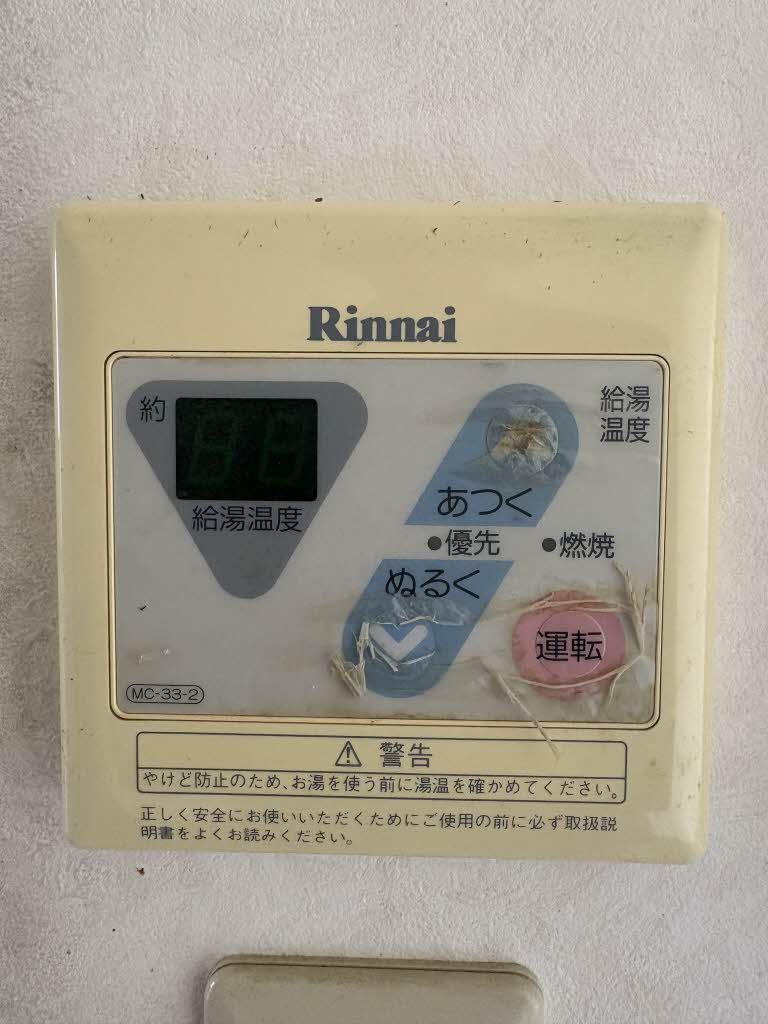 Rinnai
約
給湯温度
給湯
温度
あつく
優先
燃焼
ぬるく
運転
MC-33-2
警告
やけど防止のため、お湯を使う前に湯温を確かめてください。
正しく安全にお使いいただくためにご使用の前に必ず取扱説
明書をよくお読みください。